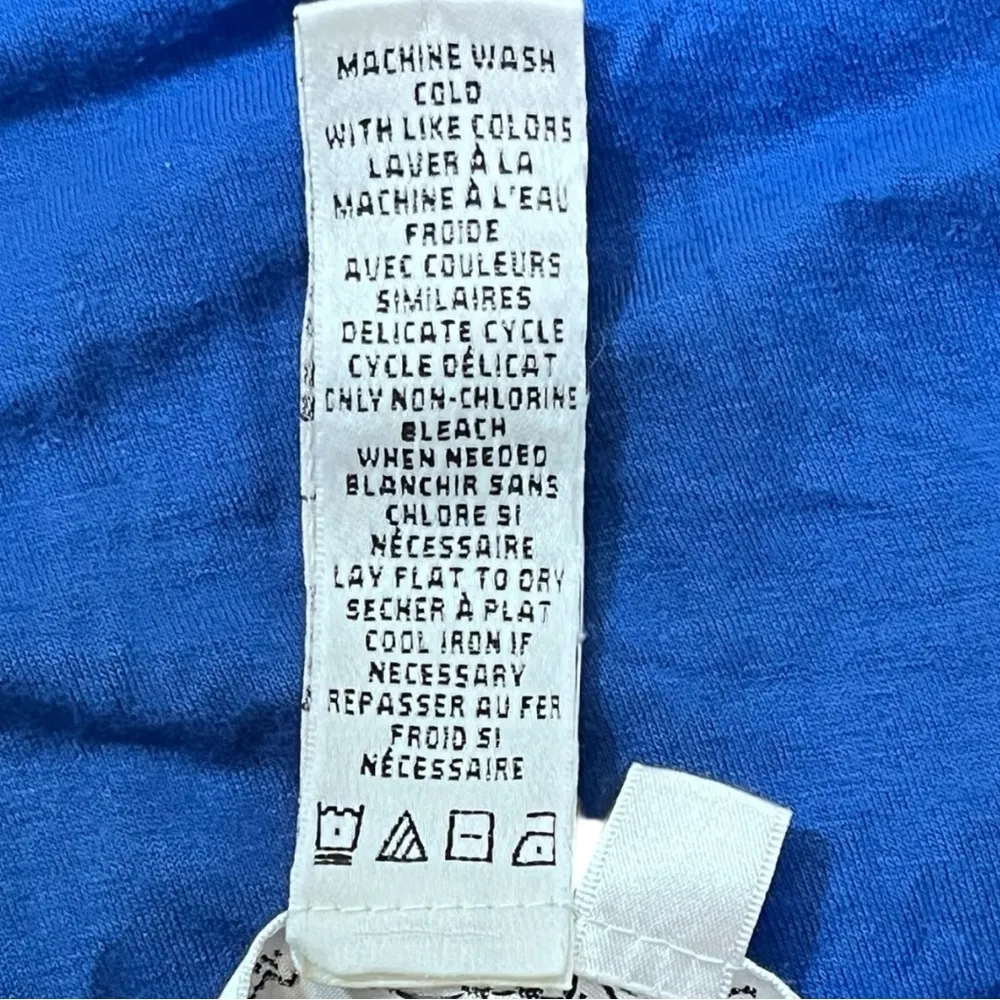 MACHINE WASH
COLD
WITH LIKE COLORS
LAVER À LA
MACHINE À L'EAU
FROIDE
AVEC COULEURS
SIMILAIRES
DELICATE CYCLE
CYCLE DÉLICAT
ONLY NON-CHLORINE
BLEACH
WHEN NEEDED
BLANCHIR SANS
CHLORE SI
NÉCESSAIRE
LAY FLAT TO DRY
SECHER À PLAT
COOL IRON IF
NECESSARY
REPASSER AU FER
FROID SI
NÉCESSAIRE